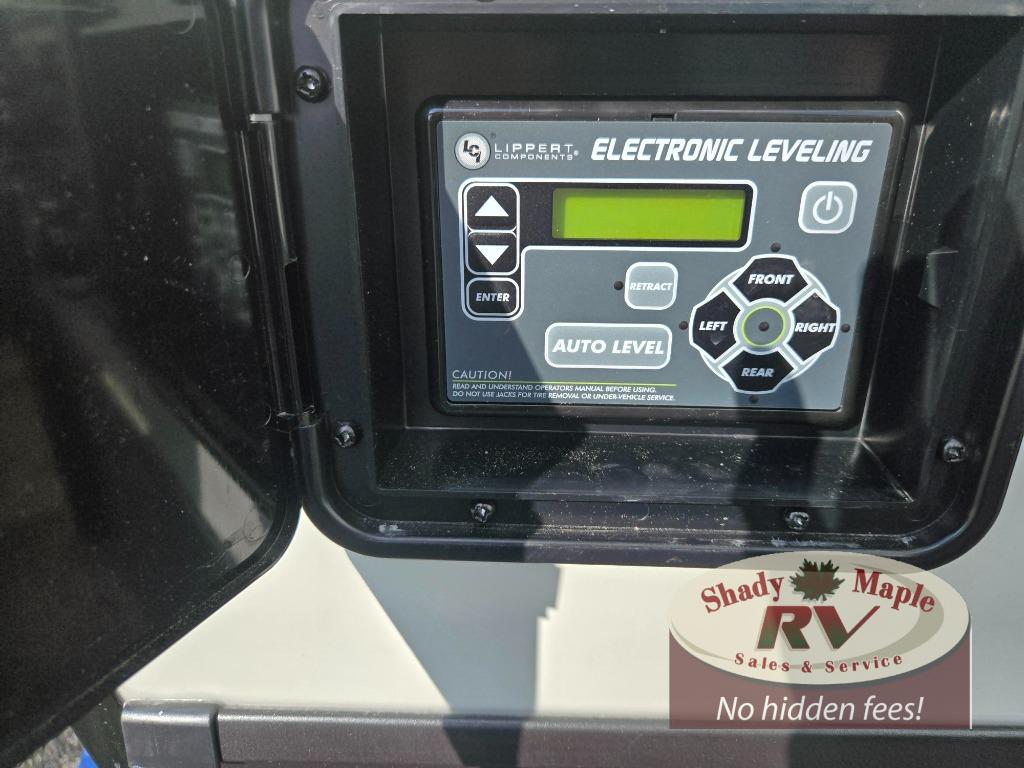 LCI LIPPERT COMPONENTS® ELECTRONIC LEVELING
ENTER
RETRACT
AUTO LEVEL
FRONT
LEFT
RIGHT
REAR
CAUTION!
READ AND UNDERSTAND OPERATORS MANUAL BEFORE USING.
DO NOT USE JACKS FOR TIRE REMOVAL OR UNDER-VEHICLE SERVICE.
Shady Maple
RV
Sales & Service
No hidden fees!